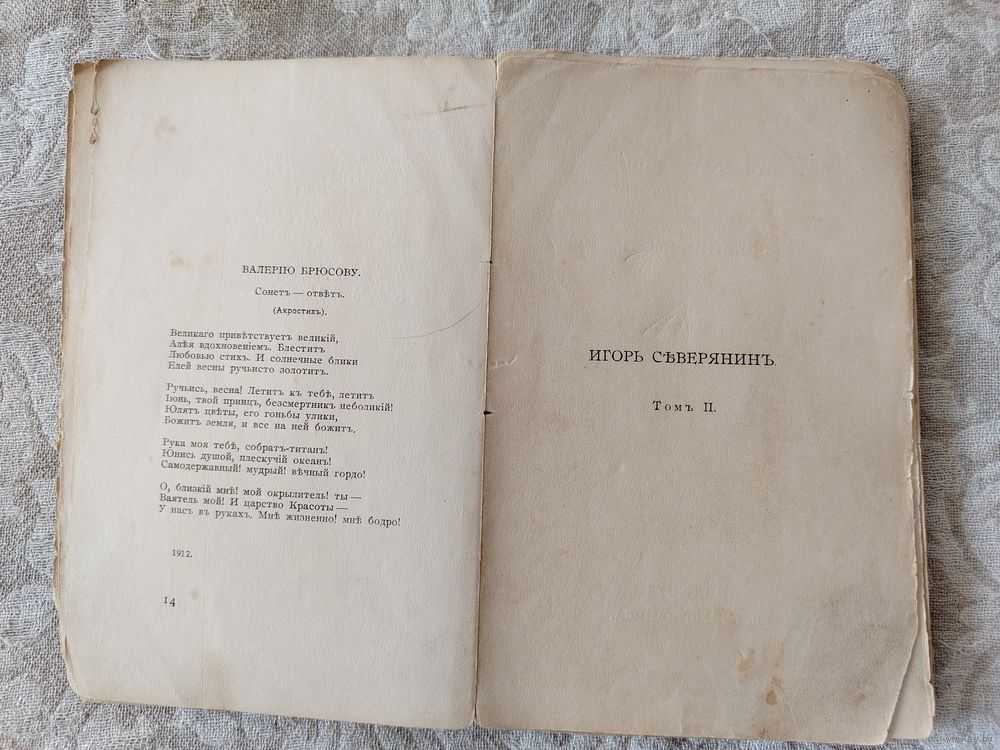 ВАЛЕРІЮ БРЮСОВУ.
Сонетъ — отвѣтъ.
(Акростихъ).
Великаго привѣтствуетъ великій,
Алѣя вдохновеніемъ. Блеститъ
Любовью стихъ. И солнечные блики
Елей весны ручьисто золотитъ.
Ручьись, весна! Летитъ къ тебѣ, летитъ
Іюнь, твой принцъ, безсмертникъ неболикій!
Юлятъ цвѣты, его гоньбы улики,
Божитъ земля, и все на ней божитъ.
Рука моя тебѣ, собратъ-титанъ!
Юнись душой, плескучій океанъ!
Самодержавный! мудрый! вѣчный гордо!
О, близкій мнѣ! мой окрылитель! ты —
Ваятель мой! И царство Красоты —
У насъ въ рукахъ. Мнѣ жизненно! мнѣ бодро!
1912.
14
ИГОРЬ СѢВЕРЯНИНЪ
Томъ II.